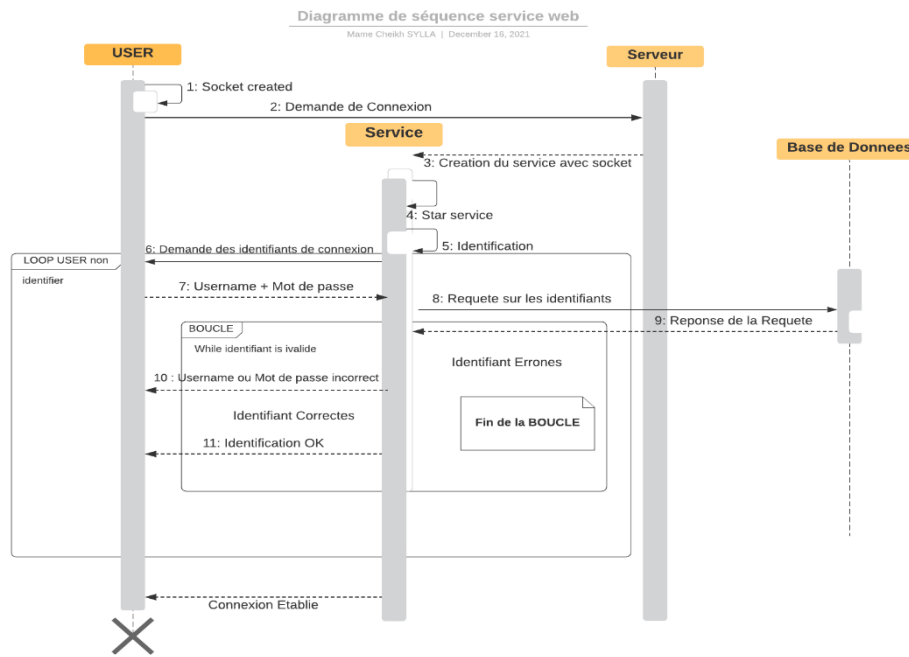 Diagramme de séquence service web
Mame Cheikh SYLLA | December 16, 2021
USER
Serveur
1: Socket created
2: Demande de Connexion
Service
Base de Donnees
3: Creation du service avec socket
4: Star service
5: Identification
6: Demande des identifiants de connexion
LOOP USER non
identifier
7: Username + Mot de passe
8: Requete sur les identifiants
9: Reponse de la Requete
BOUCLE
While identifiant is ivalide
Identifiant Errones
10 : Username ou Mot de passe incorrect
Identifiant Correctes
Fin de la BOUCLE
11: Identification OK
Connexion Etablie